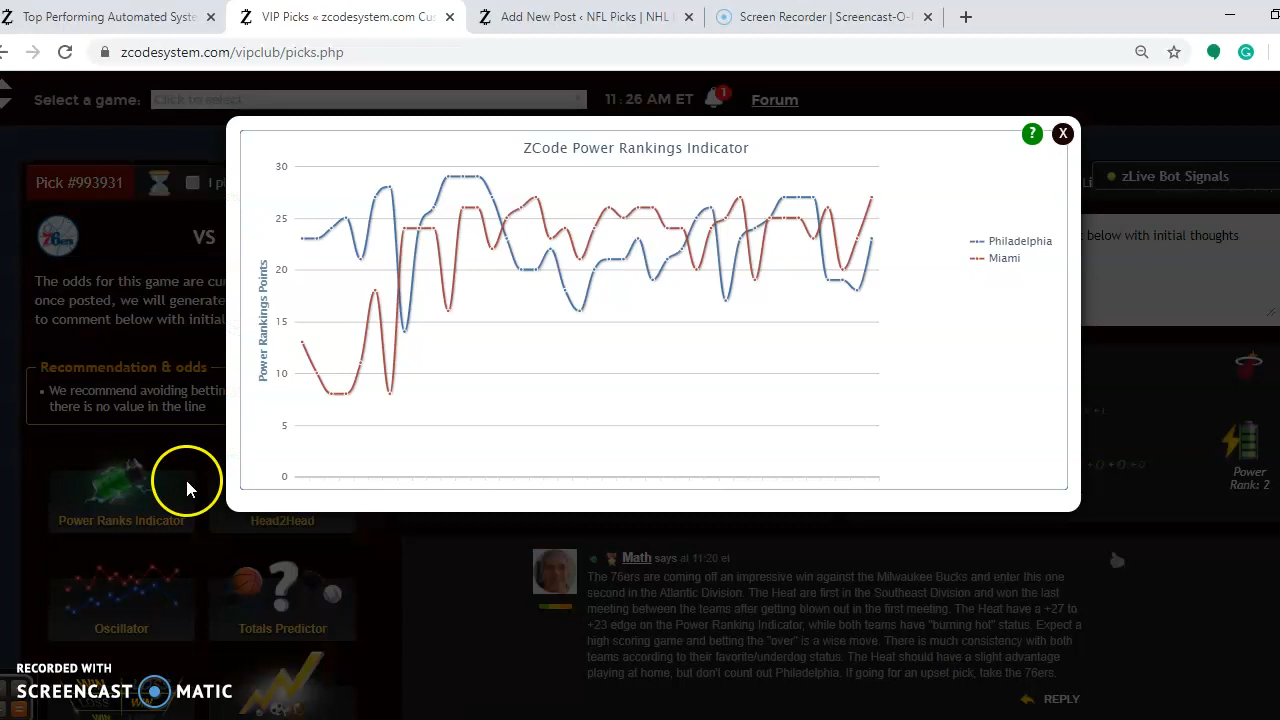 Top Performing Automated Syste
VIP Picks « zcodesystem.com Cus
Add New Post ‹ NFL Picks | NHL
Screen Recorder | Screencast-O-
zcodesystem.com/vipclub/picks.php
Select a game:
Click to select
11:26 AM ET
1
Forum
Pick #993931
I p
ZCode Power Rankings Indicator
?
X
Li
zLive Bot Signals
76ers
VS
below with initial thoughts
The odds for this game are cu
once posted, we will generate
to comment below with initial
Power Rankings Points
30
25
20
15
10
5
0
Philadelphia
Miami
Recommendation & odds
• We recommend avoiding bettin
there is no value in the line
Power
Rank: 2
Power Ranks Indicator
Head2Head
Oscillator
Totals Predictor
Math says at 11:20 et
The 76ers are coming off an impressive win against the Milwaukee Bucks and enter this one
second in the Atlantic Division. The Heat are first in the Southeast Division and won the last
meeting between the teams after getting blown out in the first meeting. The Heat have a +27 to
+23 edge on the Power Ranking Indicator, while both teams have "burning hot" status. Expect a
high scoring game and betting the "over" is a wise move. There is much consistency with both
teams according to their favorite/underdog status. The Heat should have a slight advantage
playing at home, but don't count out Philadelphia. If going for an upset pick, take the 76ers.
REPLY
RECORDED WITH
SCREENCAST MATIC
WIN